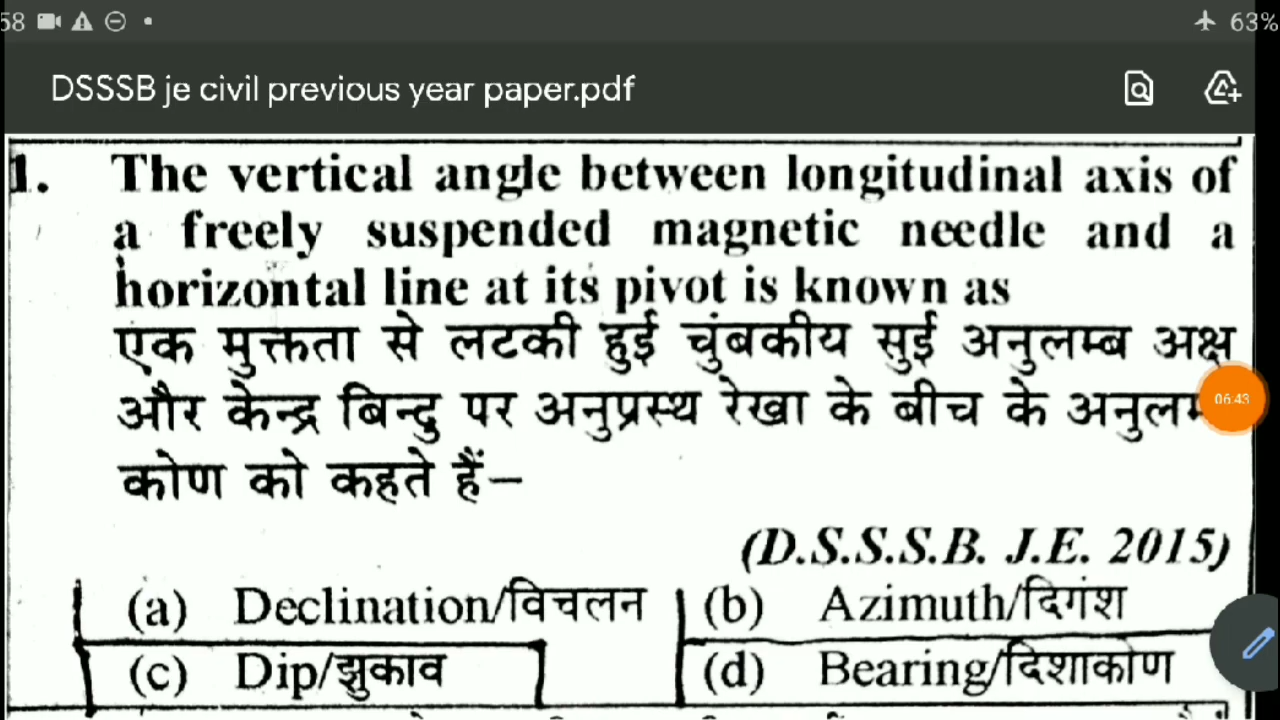 58
63%
DSSSB je civil previous year paper.pdf
1. The vertical angle between longitudinal axis of
a freely suspended magnetic needle and a
horizontal line at its pivot is known as
एक मुक्तता से लटकी हुई चुंबकीय सुई अनुलम्ब अक्ष
और केन्द्र बिन्दु पर अनुप्रस्थ रेखा के बीच के
06:43
कोण को कहते हैं–
(D.S.S.S.B. J.E. 2015)
(a) Declination/विचलन (b) Azimuth/दिगंश
(c) Dip/झुकाव (d) Bearing/दिशाकोण